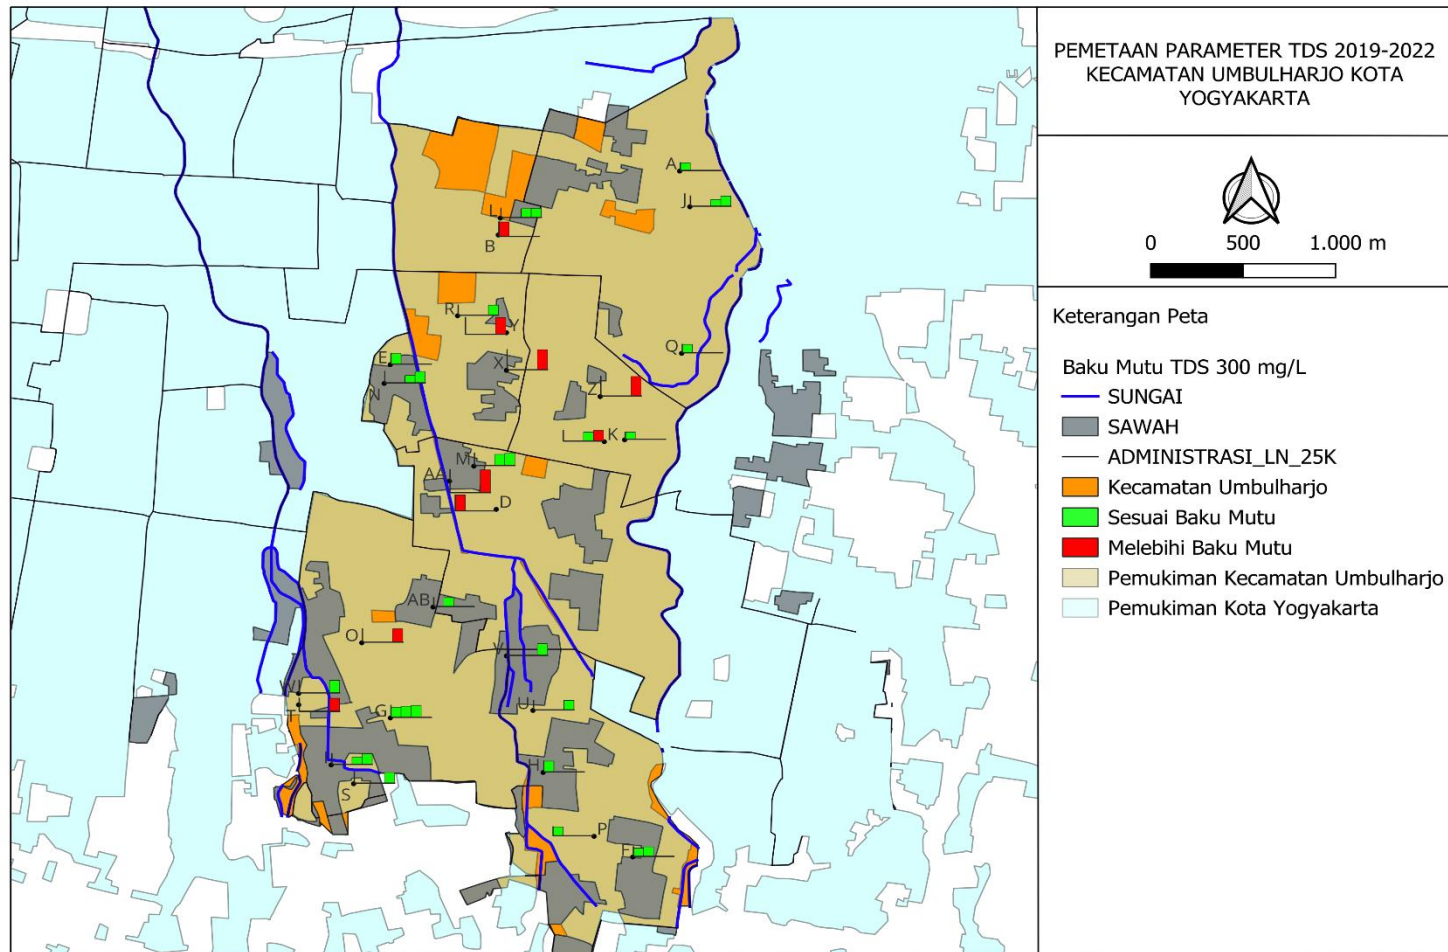 PEMETAAN PARAMETER TDS 2019-2022
KECAMATAN UMBULHARJO KOTA
YOGYAKARTA
0 500 1.000 m
Keterangan Peta
Baku Mutu TDS 300 mg/L
SUNGAI
SAWAH
ADMINISTRASI_LN_25K
Kecamatan Umbulharjo
Sesuai Baku Mutu
Melebihi Baku Mutu
Pemukiman Kecamatan Umbulharjo
Pemukiman Kota Yogyakarta
A
J
L
B
R
Y
E
X
Q
N
Z
K
M
AA
D
AB
O
V
W
T
G
U
H
S
P
F